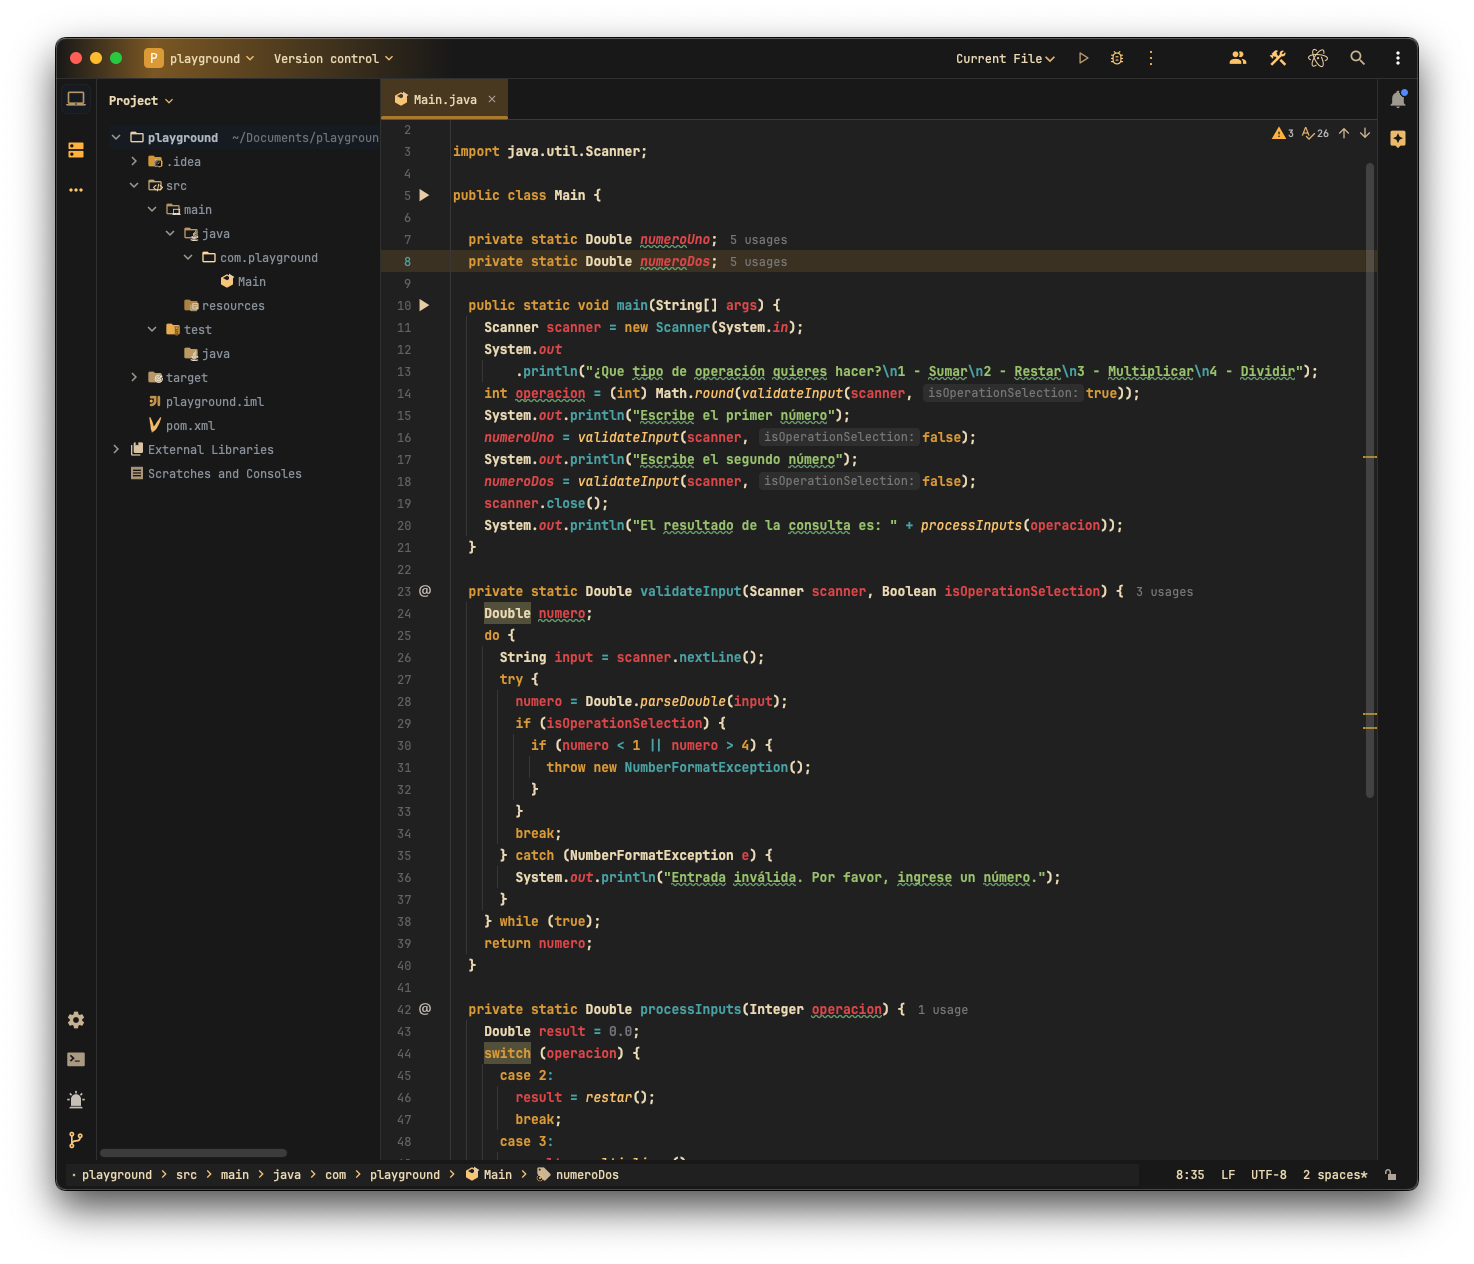 P playground Version control Current File
Project
Main.java
playground ~/Documents/playgroun
.idea
src
main
java
com.playground
Main
resources
test
java
target
playground.iml
pom.xml
External Libraries
Scratches and Consoles
3 26
2
3 import java.util.Scanner;
4
5 public class Main {
6
7 private static Double numeroUno; 5 usages
8 private static Double numeroDos; 5 usages
9
10 public static void main(String[] args) {
11 Scanner scanner = new Scanner(System.in);
12 System.out
13 .println("¿Que tipo de operación quieres hacer?\n1 - Sumar\n2 - Restar\n3 - Multiplicar\n4 - Dividir");
14 int operacion = (int) Math.round(validateInput(scanner, isOperationSelection: true));
15 System.out.println("Escribe el primer número");
16 numeroUno = validateInput(scanner, isOperationSelection: false);
17 System.out.println("Escribe el segundo número");
18 numeroDos = validateInput(scanner, isOperationSelection: false);
19 scanner.close();
20 System.out.println("El resultado de la consulta es: " + processInputs(operacion));
21 }
22
23 @ private static Double validateInput(Scanner scanner, Boolean isOperationSelection) { 3 usages
24 Double numero;
25 do {
26 String input = scanner.nextLine();
27 try {
28 numero = Double.parseDouble(input);
29 if (isOperationSelection) {
30 if (numero < 1 || numero > 4) {
31 throw new NumberFormatException();
32 }
33 }
34 break;
35 } catch (NumberFormatException e) {
36 System.out.println("Entrada inválida. Por favor, ingrese un número.");
37 }
38 } while (true);
39 return numero;
40 }
41
42 @ private static Double processInputs(Integer operacion) { 1 usage
43 Double result = 0.0;
44 switch (operacion) {
45 case 2:
46 result = restar();
47 break;
48 case 3:
playground > src > main > java > com > playground > Main > numeroDos 8:35 LF UTF-8 2 spaces*